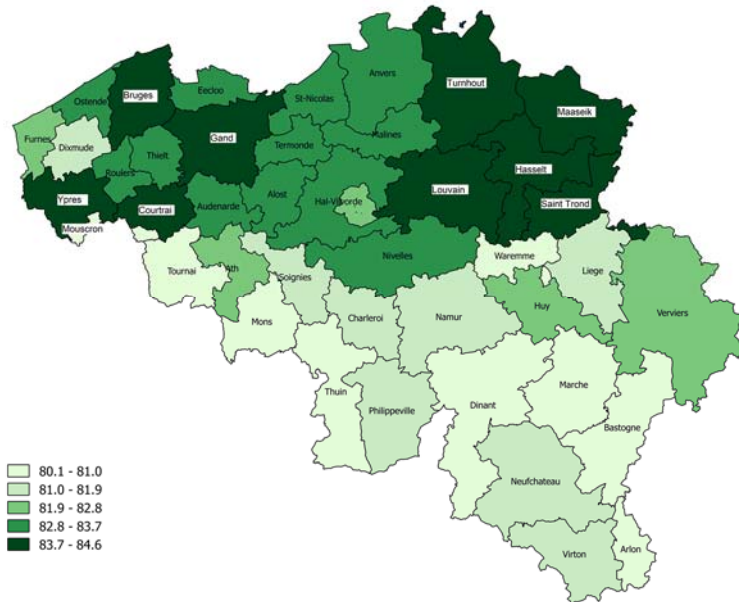 Turnhout
Anvers
Bruges
Eecloo
St-Nicolas
Ostende
Maaseik
Furnes
Gand
Malines
Dixmude
Termonde
Thielt
Roulers
Hasselt
Louvain
Alost
Hal-Vilvorde
Ypres
Audenarde
Saint Trond
Courtrai
Mouscron
Nivelles
Waremme
Tournai
Ath
Soignies
Liege
Huy
Verviers
Mons
Charleroi
Namur
Marche
Thuin
Dinant
Philippeville
Bastogne
Neufchateau
Arlon
Virton
80.1 - 81.0
81.0 - 81.9
81.9 - 82.8
82.8 - 83.7
83.7 - 84.6